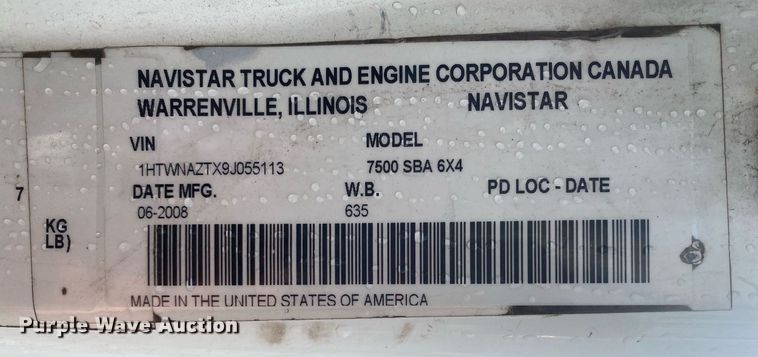 NAVISTAR TRUCK AND ENGINE CORPORATION CANADA
WARRENVILLE, ILLINOIS NAVISTAR
VIN MODEL
1HTWNAZTX9J055113 7500 SBA 6X4
DATE MFG. W.B. PD LOC - DATE
06-2008 635
7
KG
LB)
MADE IN THE UNITED STATES OF AMERICA
Purple Wave Auction